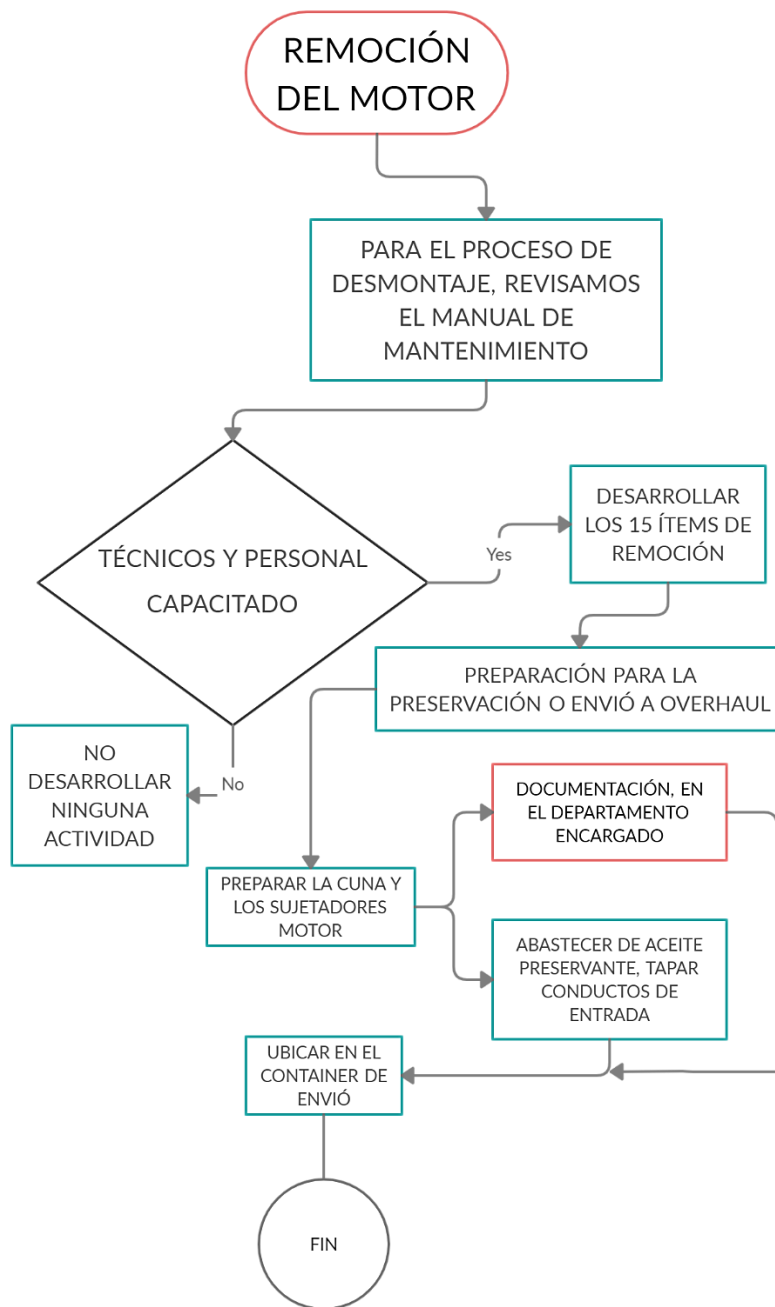 REMOCIÓN
DEL MOTOR
PARA EL PROCESO DE
DESMONTAJE, REVISAMOS
EL MANUAL DE
MANTENIMIENTO
TÉCNICOS Y PERSONAL
CAPACITADO
Yes
DESARROLLAR
LOS 15 ÍTEMS DE
REMOCIÓN
PREPARACIÓN PARA LA
PRESERVACIÓN O ENVIÓ A OVERHAUL
No
NO
DESARROLLAR
NINGUNA
ACTIVIDAD
DOCUMENTACIÓN, EN
EL DEPARTAMENTO
ENCARGADO
PREPARAR LA CUNA Y
LOS SUJETADORES
MOTOR
ABASTECER DE ACEITE
PRESERVANTE, TAPAR
CONDUCTOS DE
ENTRADA
UBICAR EN EL
CONTAINER DE
ENVIÓ
FIN